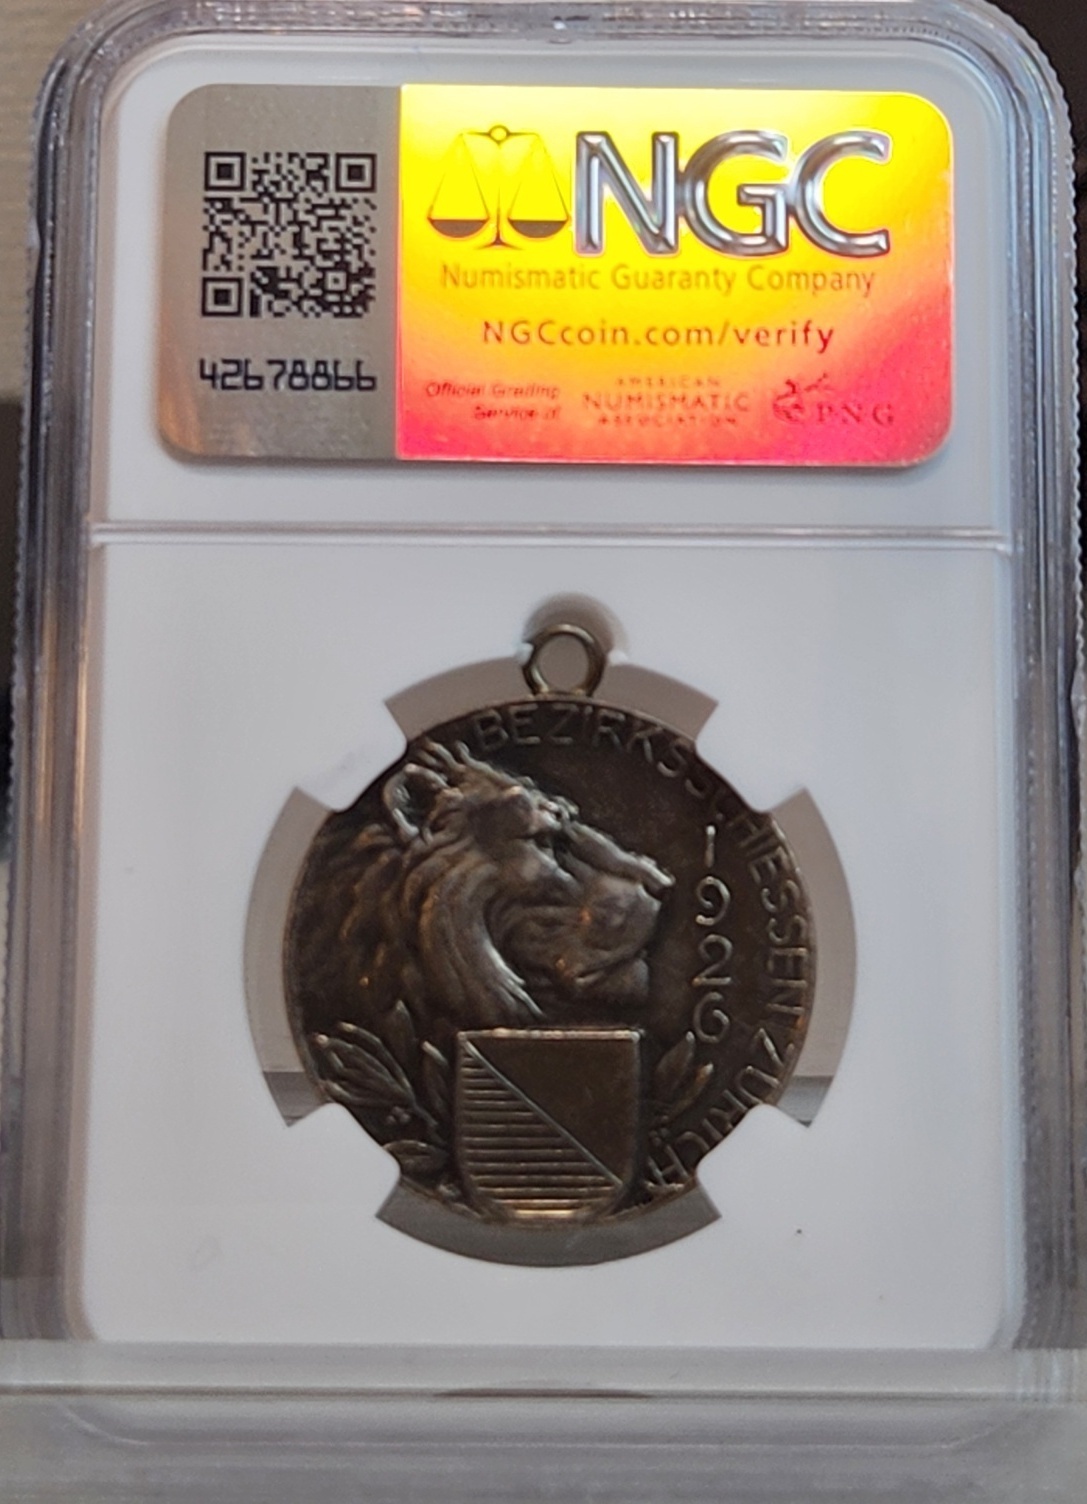 NGC
Numismatic Guaranty Company
NGCcoin.com/verify
42678866
Official Grading
Service of
AMERICAN
NUMISMATIC
ASSOCIATION
PNG
BEZIRKSSCHIESSEN ZÜRICH
1926